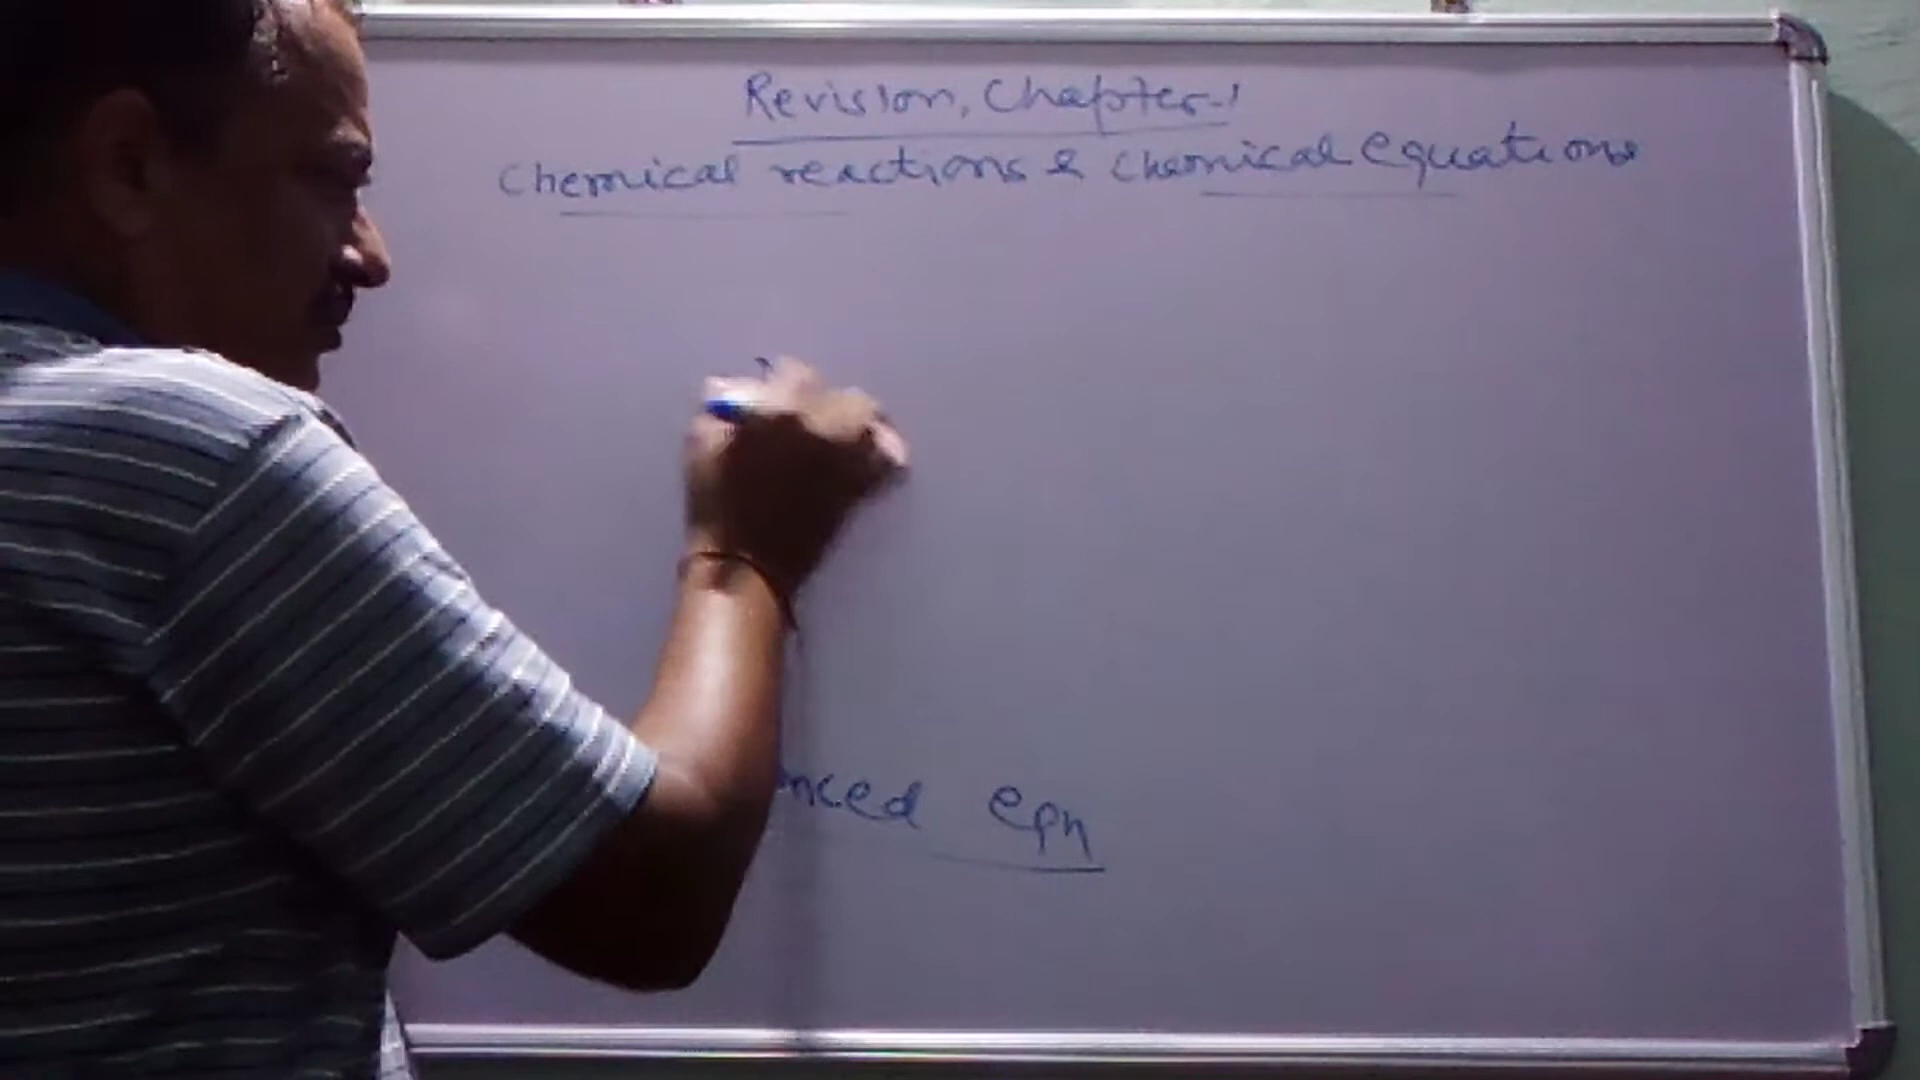 Revision, Chapter-1
Chemical reactions & Chemical equations
nced eqn